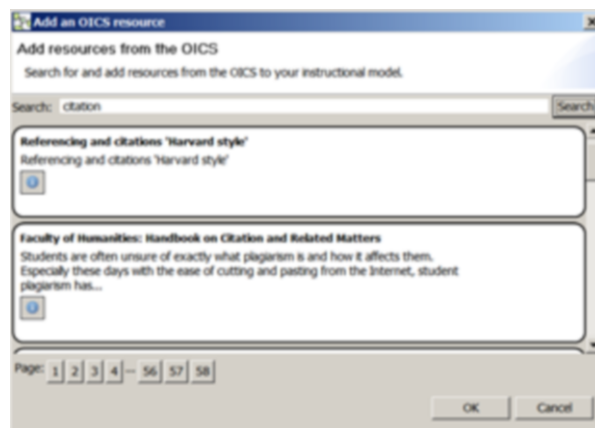 Add an OICS resource
Add resources from the OICS
Search for and add resources from the OICS to your instructional model.
Search: citation Search
Referencing and citations 'Harvard style'
Referencing and citations 'Harvard style'
Faculty of Humanities: Handbook on Citation and Related Matters
Students are often unsure of exactly what plagiarism is and how it affects them.
Especially these days with the ease of cutting and pasting from the Internet, student
plagiarism has...
Page: 1 2 3 4 ... 56 57 58
OK Cancel